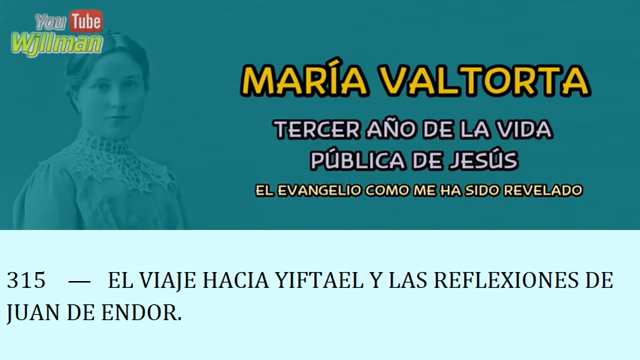 You Tube
Wjllman
MARÍA VALTORTA
TERCER AÑO DE LA VIDA
PÚBLICA DE JESÚS
EL EVANGELIO COMO ME HA SIDO REVELADO
315 — EL VIAJE HACIA YIFTAEL Y LAS REFLEXIONES DE
JUAN DE ENDOR.